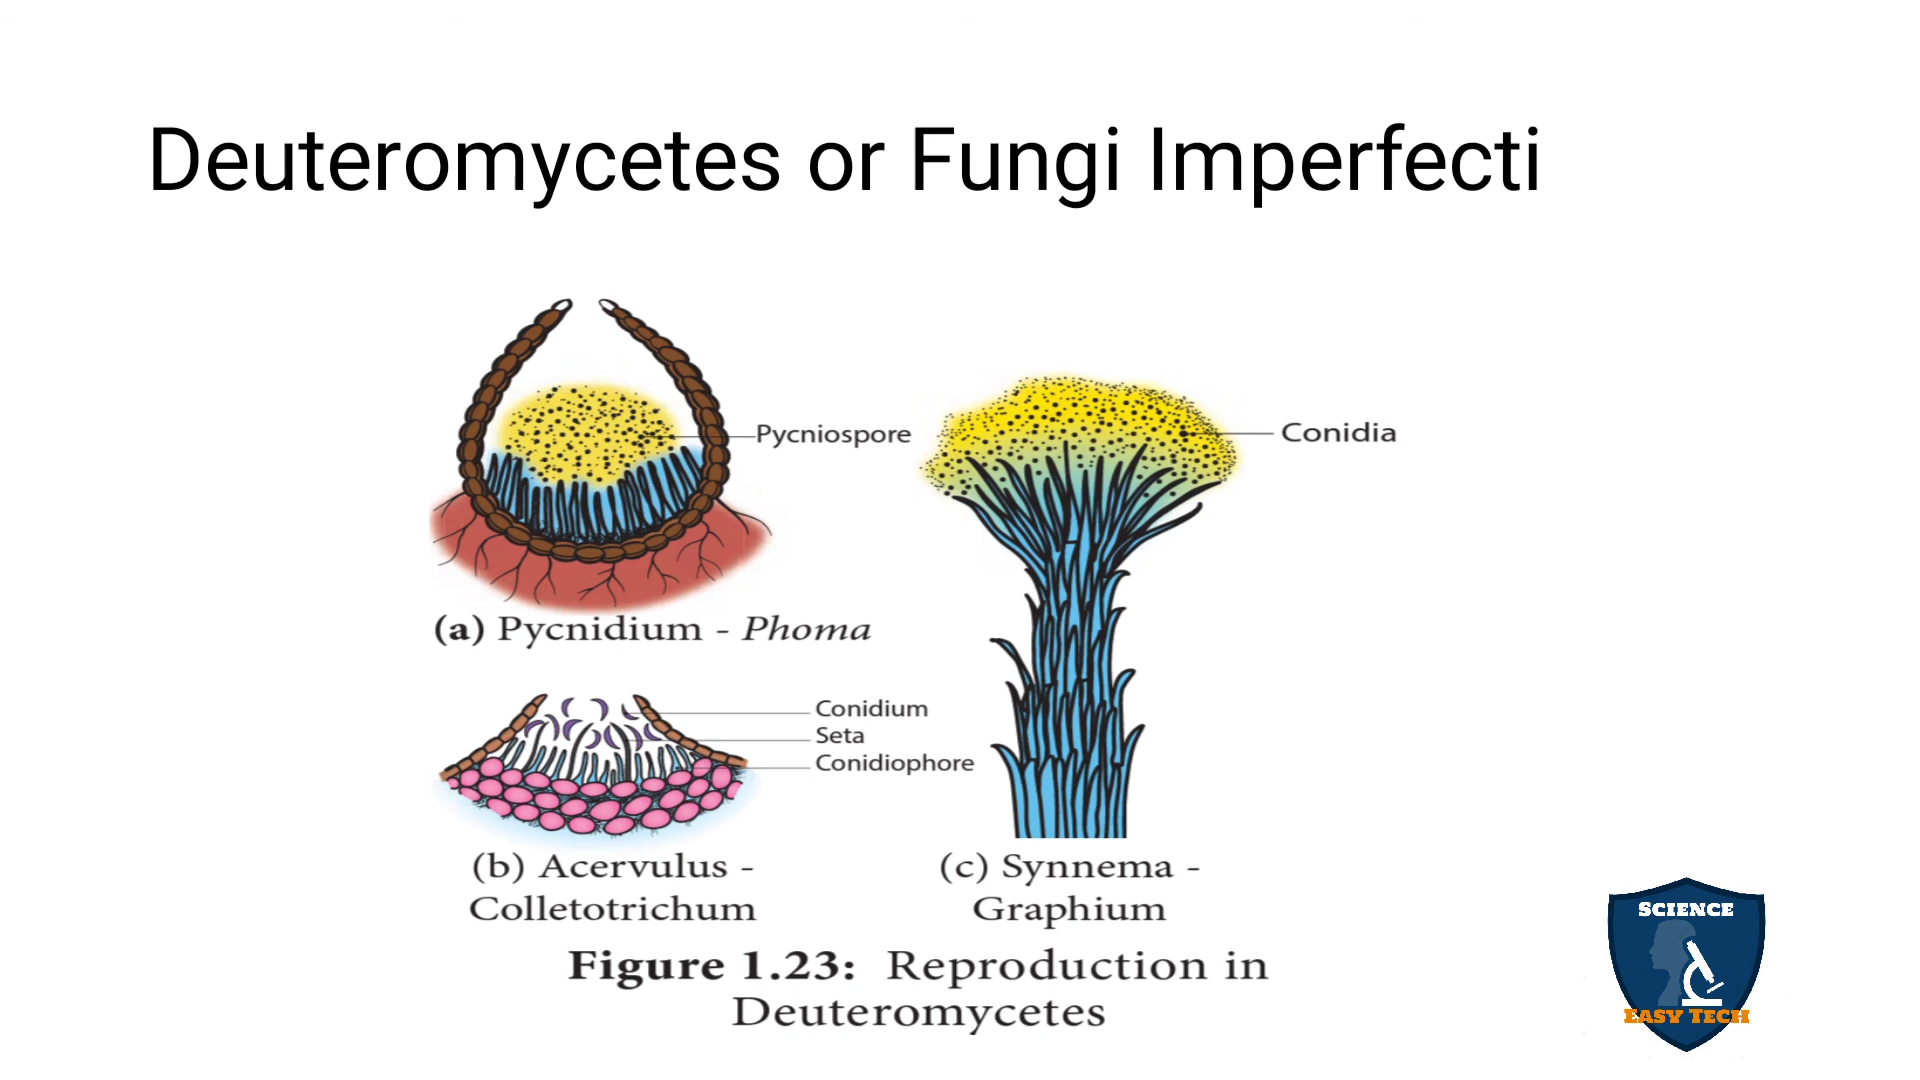 Deuteromycetes or Fungi Imperfecti
Pycniospore
Conidia
(a) Pycnidium - Phoma
Conidium
Seta
Conidiophore
(b) Acervulus -
Colletotrichum
(c) Synnema -
Graphium
Figure 1.23: Reproduction in
Deuteromycetes
SCIENCE
EASY TECH